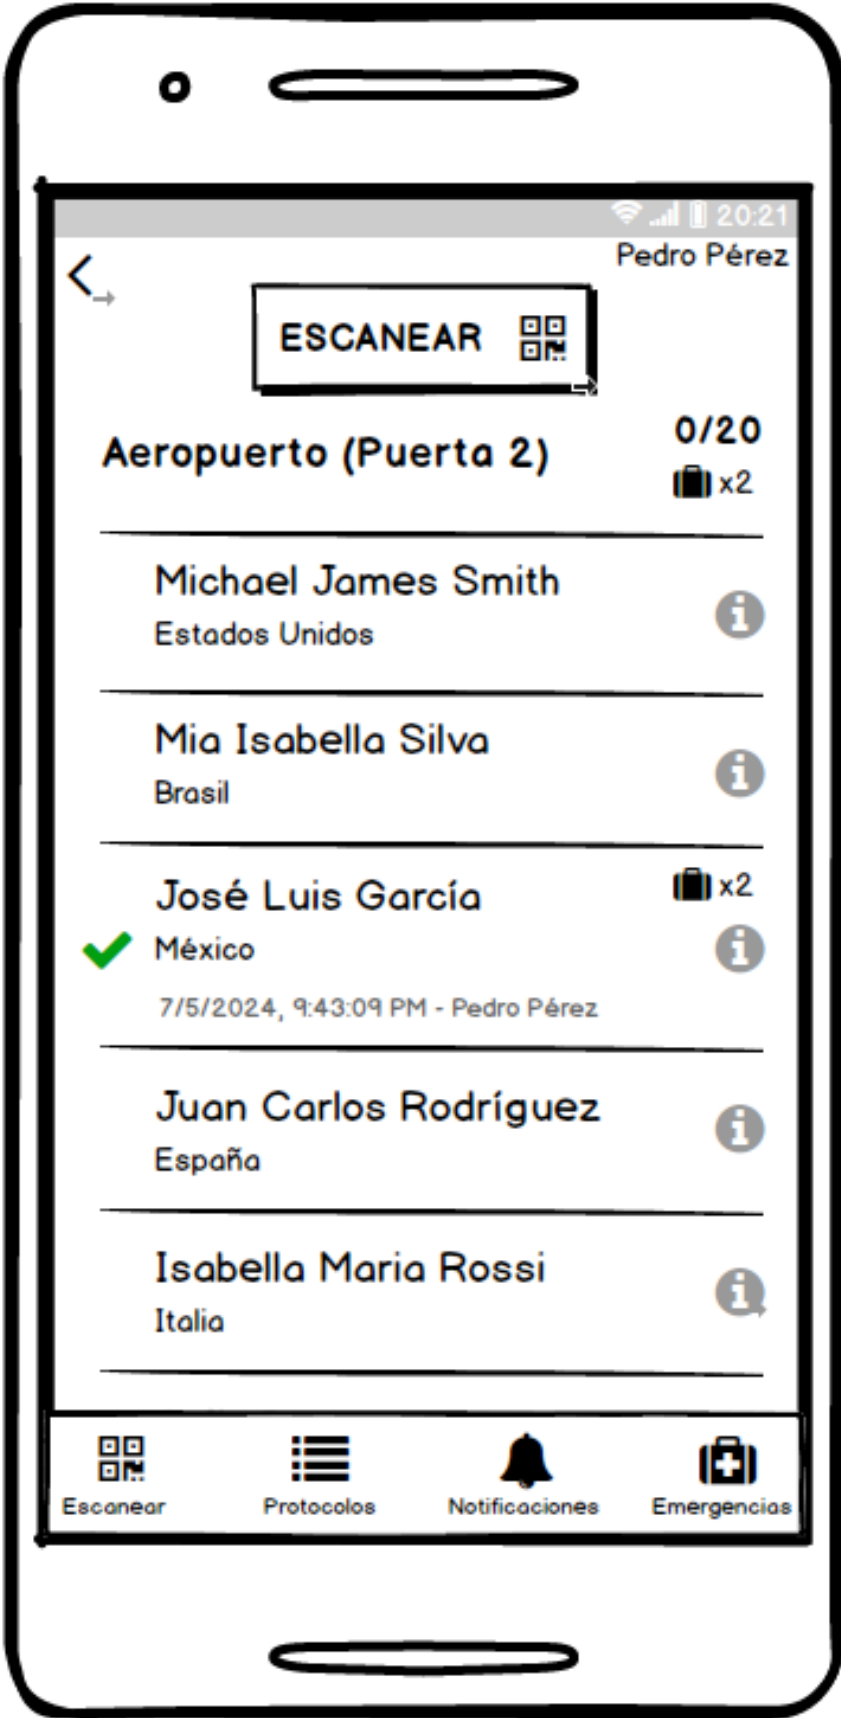 20:21
Pedro Pérez
ESCANEAR
Aeropuerto (Puerta 2)
0/20
x2
Michael James Smith
Estados Unidos
Mia Isabella Silva
Brasil
José Luis García
x2
México
7/5/2024, 9:43:09 PM - Pedro Pérez
Juan Carlos Rodríguez
España
Isabella Maria Rossi
Italia
Escanear
Protocolos
Notificaciones
Emergencias